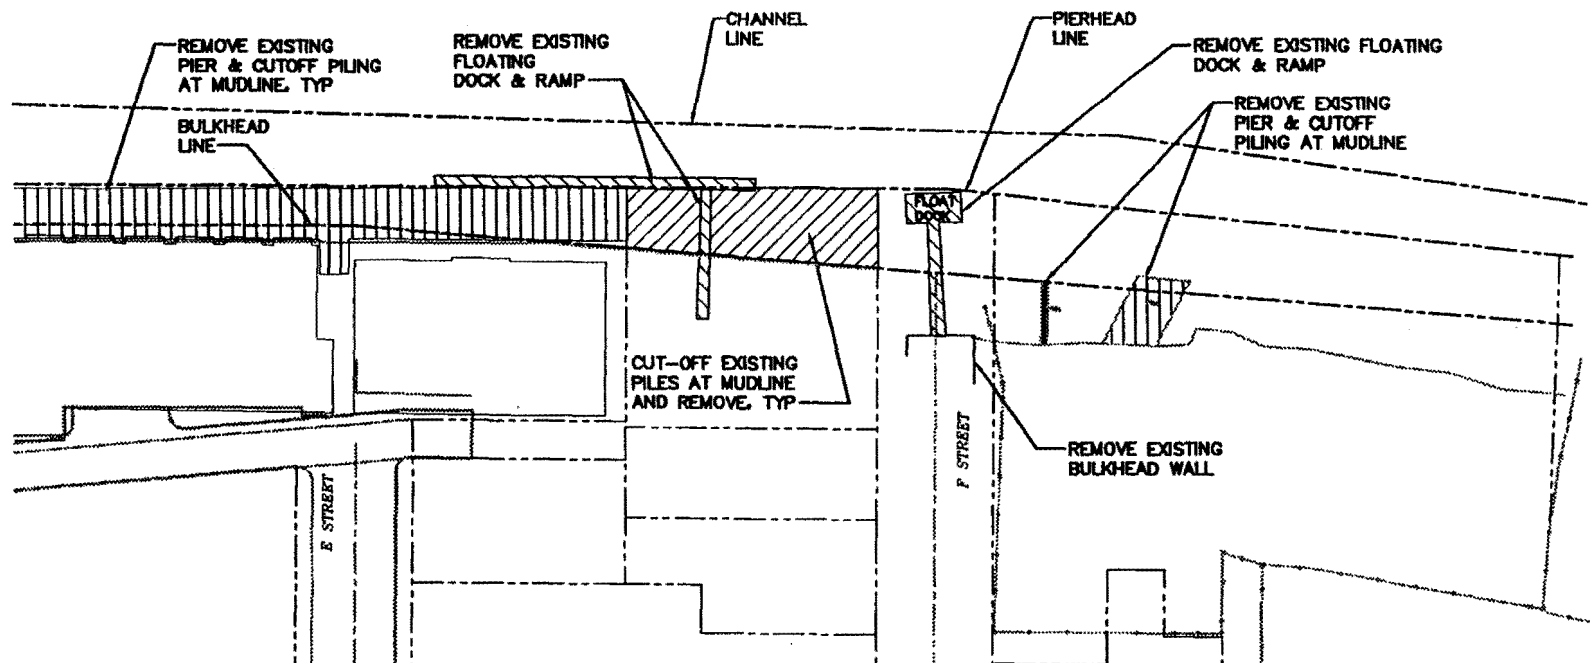 REMOVE EXISTING
PIER & CUTOFF PILING
AT MUDLINE, TYP
REMOVE EXISTING
FLOATING
DOCK & RAMP
CHANNEL
LINE
PIERHEAD
LINE
REMOVE EXISTING FLOATING
DOCK & RAMP
REMOVE EXISTING
PIER & CUTOFF
PILING AT MUDLINE
BULKHEAD
LINE
FLOAT
DOCK
CUT-OFF EXISTING
PILES AT MUDLINE
AND REMOVE, TYP
REMOVE EXISTING
BULKHEAD WALL
E STREET
F STREET